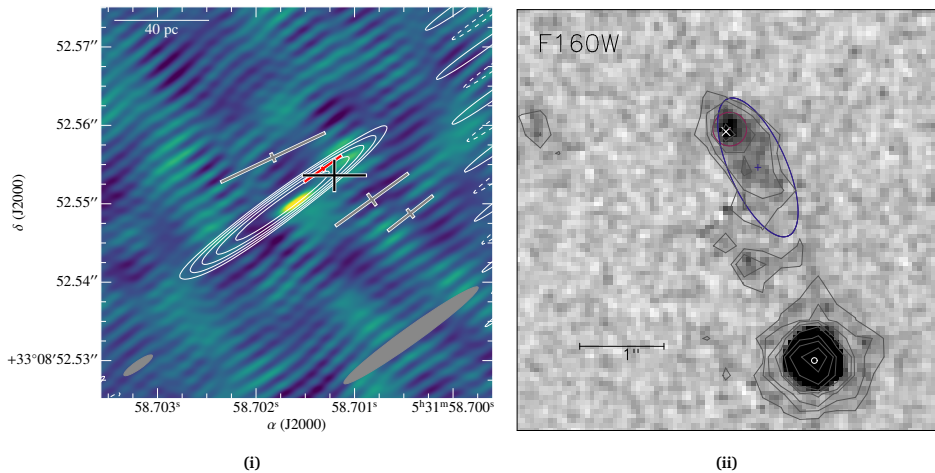 40 pc
52.57″
52.56″
52.55″
52.54″
+33°08′52.53″
58.703s
58.702s
58.701s
5h31m58.700s
α (J2000)
δ (J2000)
(i)
F160W
1"
(ii)